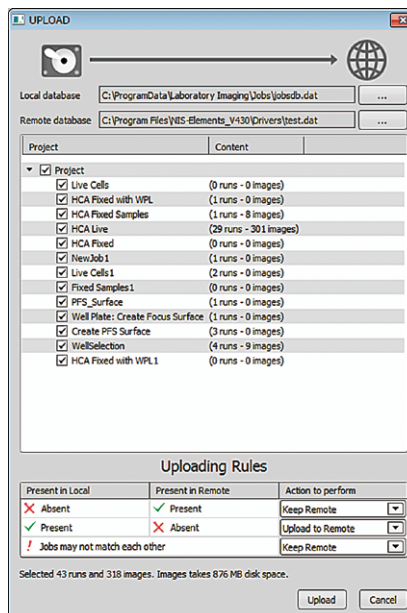 UPLOAD
Local database C:\ProgramData\Laboratory Imaging\Jobs\jobsdb.dat ...
Remote database C:\Program Files\NIS-Elements_V430\Drivers\test.dat ...
Project Content
Project
Live Cells (0 runs - 0 images)
HCA Fixed with WPL (1 runs - 0 images)
HCA Fixed Samples (1 runs - 8 images)
HCA Live (29 runs - 301 images)
HCA Fixed (0 runs - 0 images)
NewJob1 (1 runs - 0 images)
Live Cells1 (2 runs - 0 images)
Fixed Samples1 (0 runs - 0 images)
PFS_Surface (1 runs - 0 images)
Well Plate: Create Focus Surface (1 runs - 0 images)
Create PFS Surface (3 runs - 0 images)
WellSelection (4 runs - 9 images)
HCA Fixed with WPL1 (0 runs - 0 images)
Uploading Rules
Present in Local Present in Remote Action to perform
Absent Present Keep Remote
Present Absent Upload to Remote
! Jobs may not match each other Keep Remote
Selected 43 runs and 318 images. Images takes 876 MB disk space.
Upload Cancel